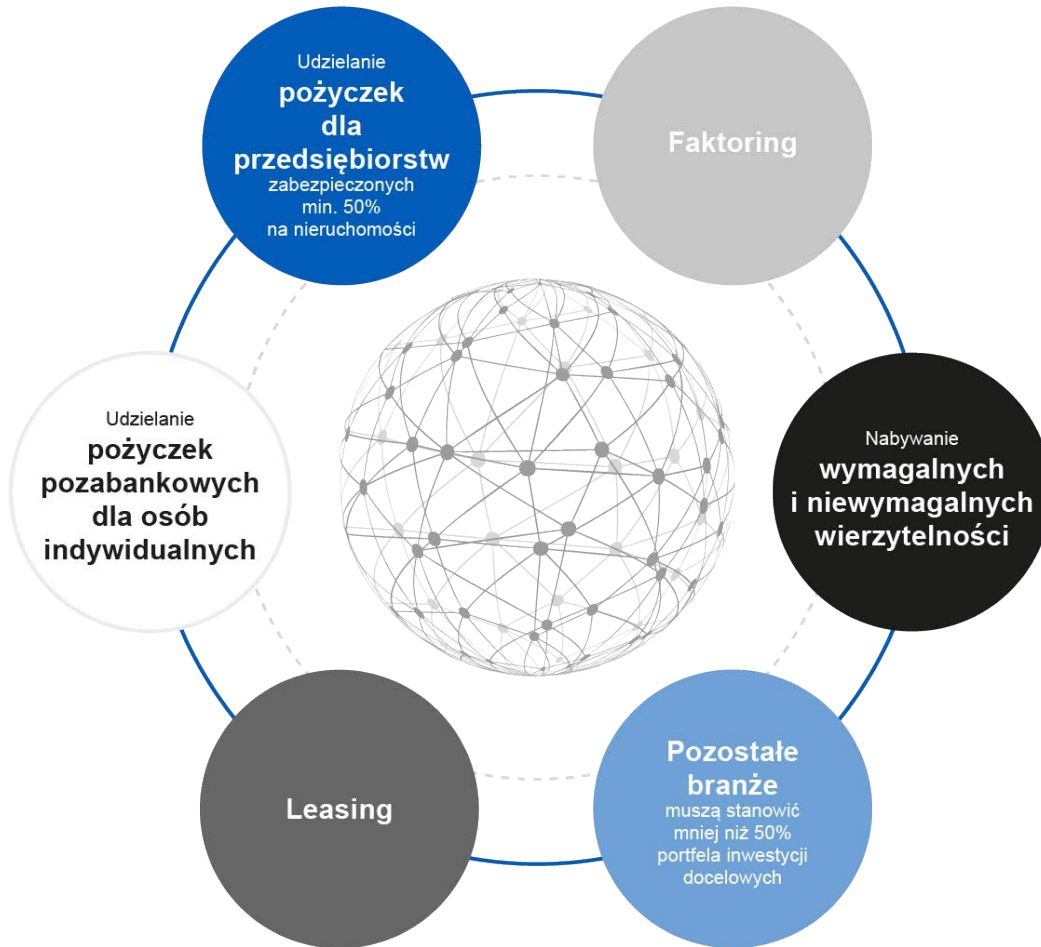 Udzielanie
pożyczek
dla
przedsiębiorstw
zabezpieczonych
min. 50%
na nieruchomości
Faktoring
Udzielanie
pożyczek
pozabankowych
dla osób
indywidualnych
Nabywanie
wymagalnych
i niewymagalnych
wierzytelności
Leasing
Pozostałe
branże
muszą stanowić
mniej niż 50%
portfela inwestycji
docelowych